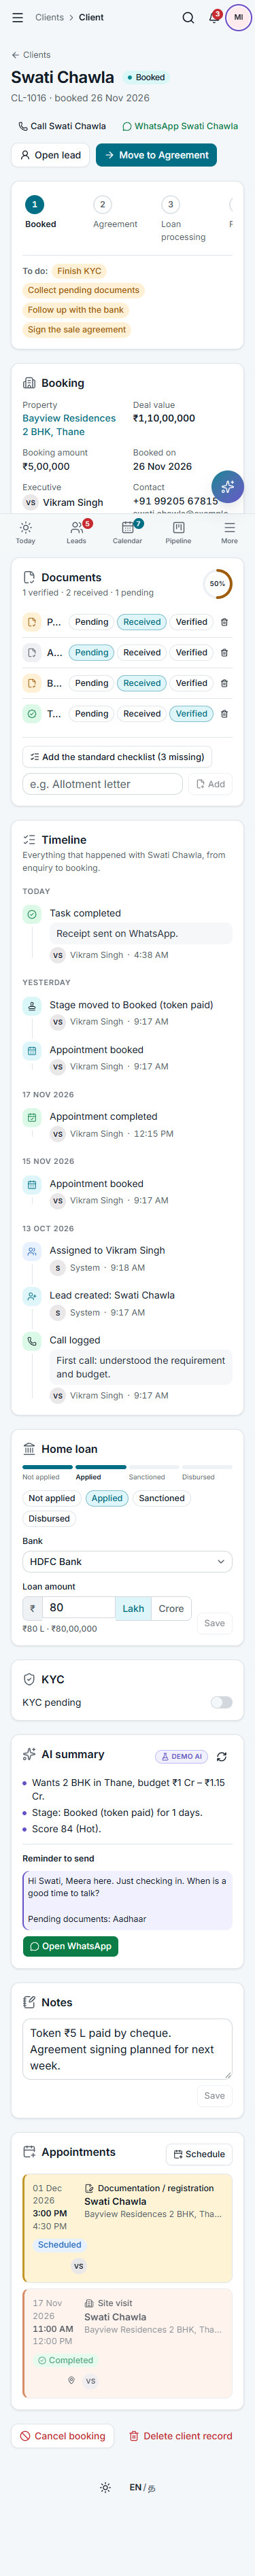 Clients > Client
3
MI
← Clients
Swati Chawla
Booked
CL-1016 · booked 26 Nov 2026
Call Swati Chawla
WhatsApp Swati Chawla
Open lead
Move to Agreement
1
2
3
Booked
Agreement
Loan processing
To do:
Finish KYC
Collect pending documents
Follow up with the bank
Sign the sale agreement
Booking
Property
Deal value
Bayview Residences
2 BHK, Thane
₹1,10,00,000
Booking amount
Booked on
₹5,00,000
26 Nov 2026
Executive
Contact
VS Vikram Singh
+91 99205 67815
Today
Leads 5
Calendar 7
Pipeline
More
Documents
1 verified · 2 received · 1 pending
50%
P... Pending Received Verified
A... Pending Received Verified
B... Pending Received Verified
T... Pending Received Verified
Add the standard checklist (3 missing)
e.g. Allotment letter
Add
Timeline
Everything that happened with Swati Chawla, from
enquiry to booking.
TODAY
Task completed
Receipt sent on WhatsApp.
VS Vikram Singh · 4:38 AM
YESTERDAY
Stage moved to Booked (token paid)
VS Vikram Singh · 9:17 AM
Appointment booked
VS Vikram Singh · 9:17 AM
17 NOV 2026
Appointment completed
VS Vikram Singh · 12:15 PM
15 NOV 2026
Appointment booked
VS Vikram Singh · 9:17 AM
13 OCT 2026
Assigned to Vikram Singh
S System · 9:18 AM
Lead created: Swati Chawla
S System · 9:17 AM
Call logged
First call: understood the requirement
and budget.
VS Vikram Singh · 9:17 AM
Home loan
Not applied
Applied
Sanctioned
Disbursed
Not applied
Applied
Sanctioned
Disbursed
Bank
HDFC Bank
Loan amount
₹ 80 Lakh Crore
₹80 L · ₹80,00,000
Save
KYC
KYC pending
AI summary
DEMO AI
Wants 2 BHK in Thane, budget ₹1 Cr – ₹1.15
Cr.
Stage: Booked (token paid) for 1 days.
Score 84 (Hot).
Reminder to send
Hi Swati, Meera here. Just checking in. When is a
good time to talk?
Pending documents: Aadhaar
Open WhatsApp
Notes
Token ₹5 L paid by cheque.
Agreement signing planned for next
week.
Save
Appointments
Schedule
01 Dec
2026
3:00 PM
4:30 PM
Documentation / registration
Swati Chawla
Bayview Residences 2 BHK, Tha...
Scheduled
VS
17 Nov
2026
11:00 AM
12:00 PM
Site visit
Swati Chawla
Bayview Residences 2 BHK, Tha...
Completed
VS
Cancel booking
Delete client record
EN / த